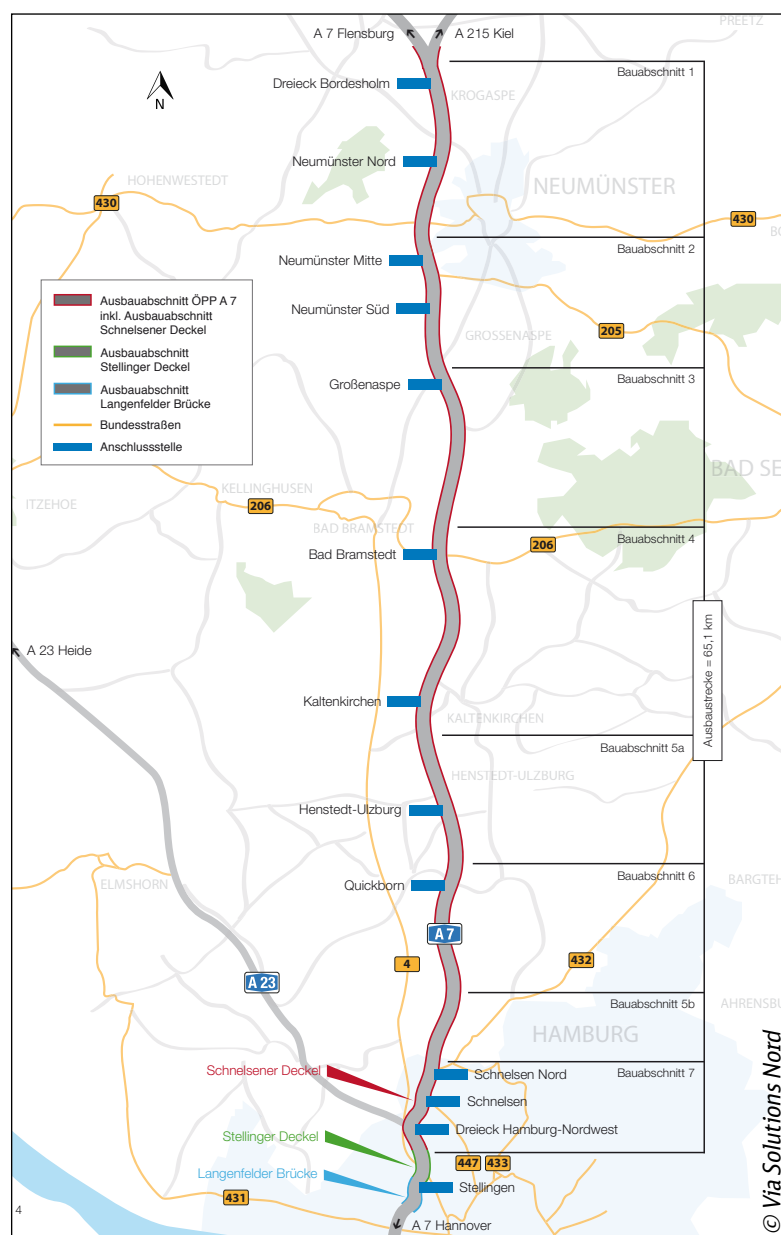 A 7 Flensburg
A 215 Kiel
PREETZ
Bauabschnitt 1
Dreieck Bordesholm
KROGASPE
N
Neumünster Nord
HOHENWESTEDT
NEUMÜNSTER
430
430
BO
Bauabschnitt 2
Neumünster Mitte
Ausbauabschnitt ÖPP A 7
inkl. Ausbauabschnitt
Schnelsener Deckel
Ausbauabschnitt
Stellinger Deckel
Ausbauabschnitt
Langenfelder Brücke
Bundesstraßen
Anschlussstelle
Neumünster Süd
205
GROSSENASPE
Bauabschnitt 3
Großenaspe
BAD SE
KELLINGHUSEN
ITZEHOE
206
BAD BRAMSTEDT
Bauabschnitt 4
206
Bad Bramstedt
A 23 Heide
Ausbaustrecke = 65,1 km
Kaltenkirchen
KALTENKIRCHEN
Bauabschnitt 5a
HENSTEDT-ULZBURG
Henstedt-Ulzburg
Bauabschnitt 6
Quickborn
ELMSHORN
BARGTEH
A 7
4
432
A 23
Bauabschnitt 5b
AHRENSBU
HAMBURG
Schnelsener Deckel
Schnelsen Nord
Bauabschnitt 7
Schnelsen
Dreieck Hamburg-Nordwest
Stellinger Deckel
447
433
Langenfelder Brücke
Stellingen
431
4
A 7 Hannover
© Via Solutions Nord